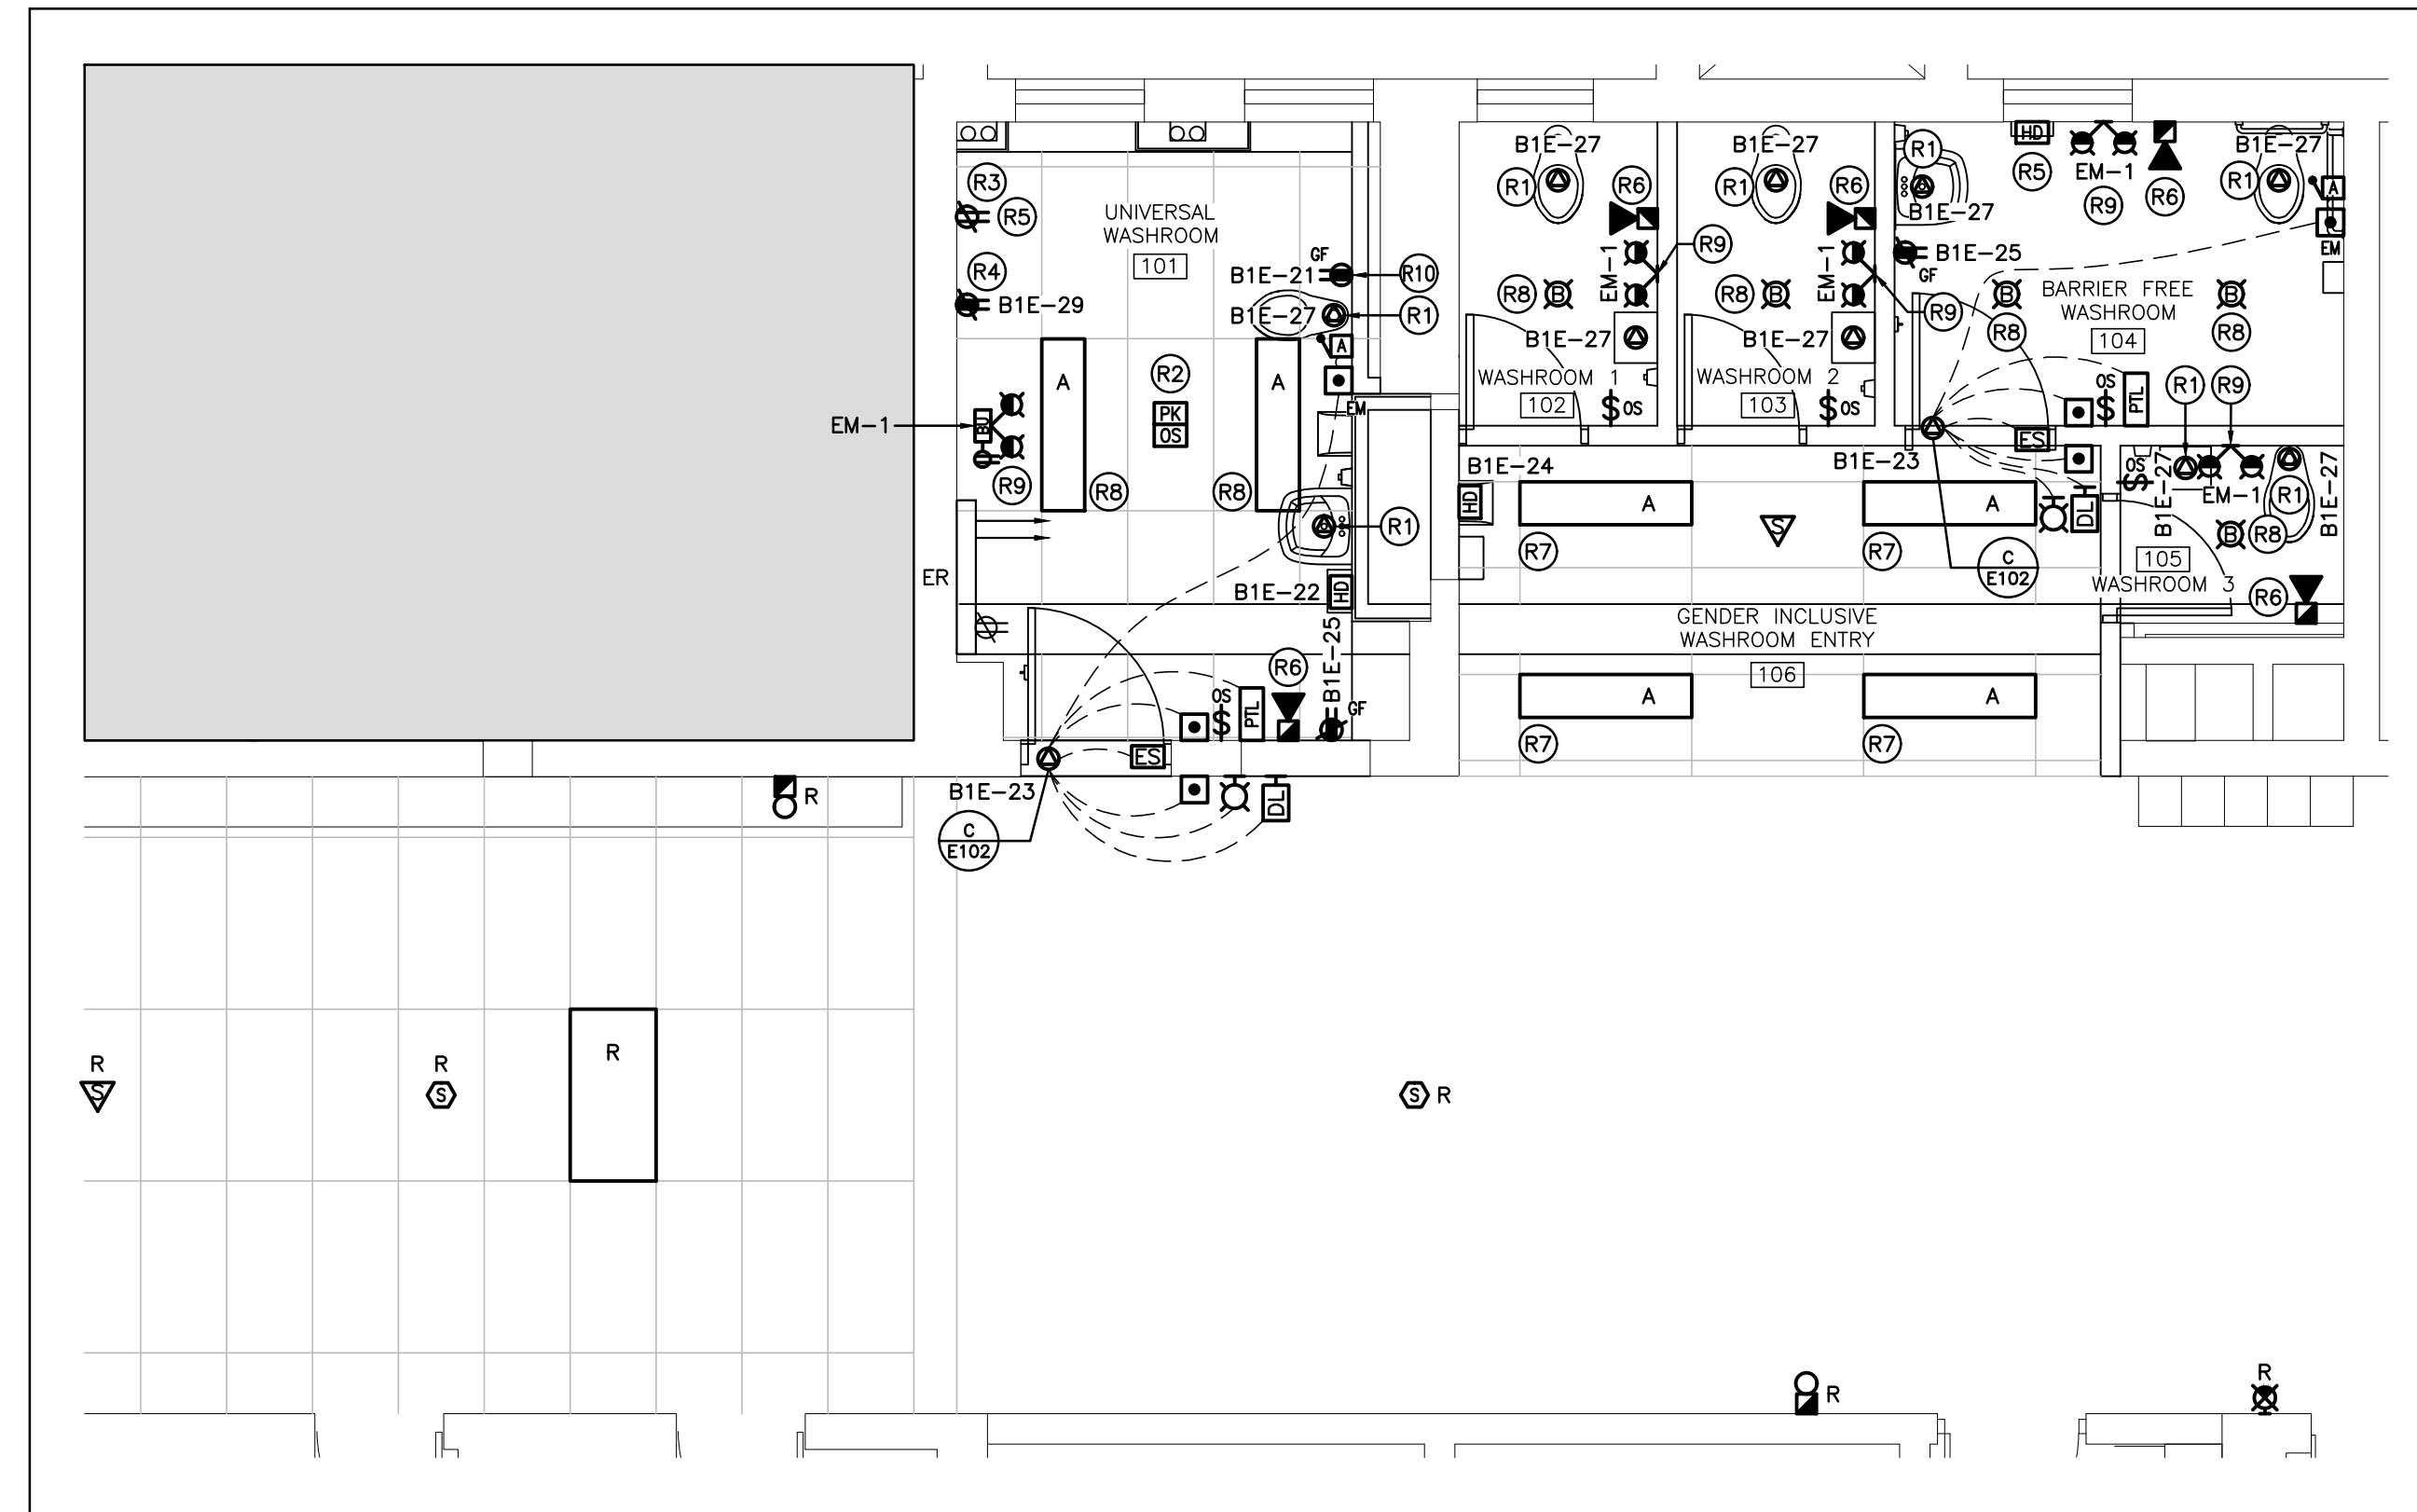 B1E-27
B1E-27
HD
B1E-27
R1
R3
R1
R6
R1
R6
R5
EM-1
R6
R1
A
R5
UNIVERSAL
WASHROOM
101
B1E-27
R9
R4
GF
B1E-21
R10
EM-1
R9
EM-1
B1E-25
GF
EM
B1E-29
B1E-27
R1
R8
B
R8
B
R9
B
BARRIER FREE
WASHROOM
104
B
R8
R8
A
B1E-27
B1E-27
A
R2
A
WASHROOM 1
102
WASHROOM 2
103
OS
PTL
R1
R9
EM
$OS
$OS
$
EM-1
BU
PK
OS
ES
R9
R8
R8
B1E-24
B1E-23
OS
$
B1E-27
EM-1
R1
B1E-27
HD
A
A
DL
R1
S
B
R8
R7
R7
C
E102
105
WASHROOM 3
ER
B1E-22
HD
R6
GENDER INCLUSIVE
WASHROOM ENTRY
106
B1E-25
R6
OS
$
PTL
GF
A
A
R7
R7
ES
B1E-23
DL
R
C
E102
R
S
R
S
R
S
R
R
R